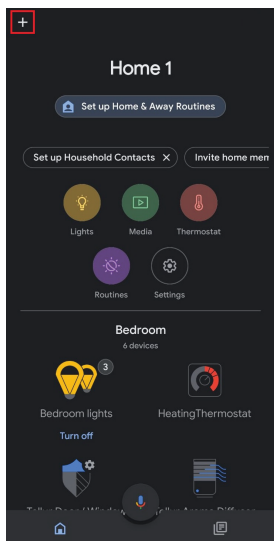 +
Home 1
Set up Home & Away Routines
Set up Household Contacts X
Invite home mem
Lights
Media
Thermostat
Routines
Settings
Bedroom
6 devices
3
Bedroom lights
HeatingThermostat
Turn off